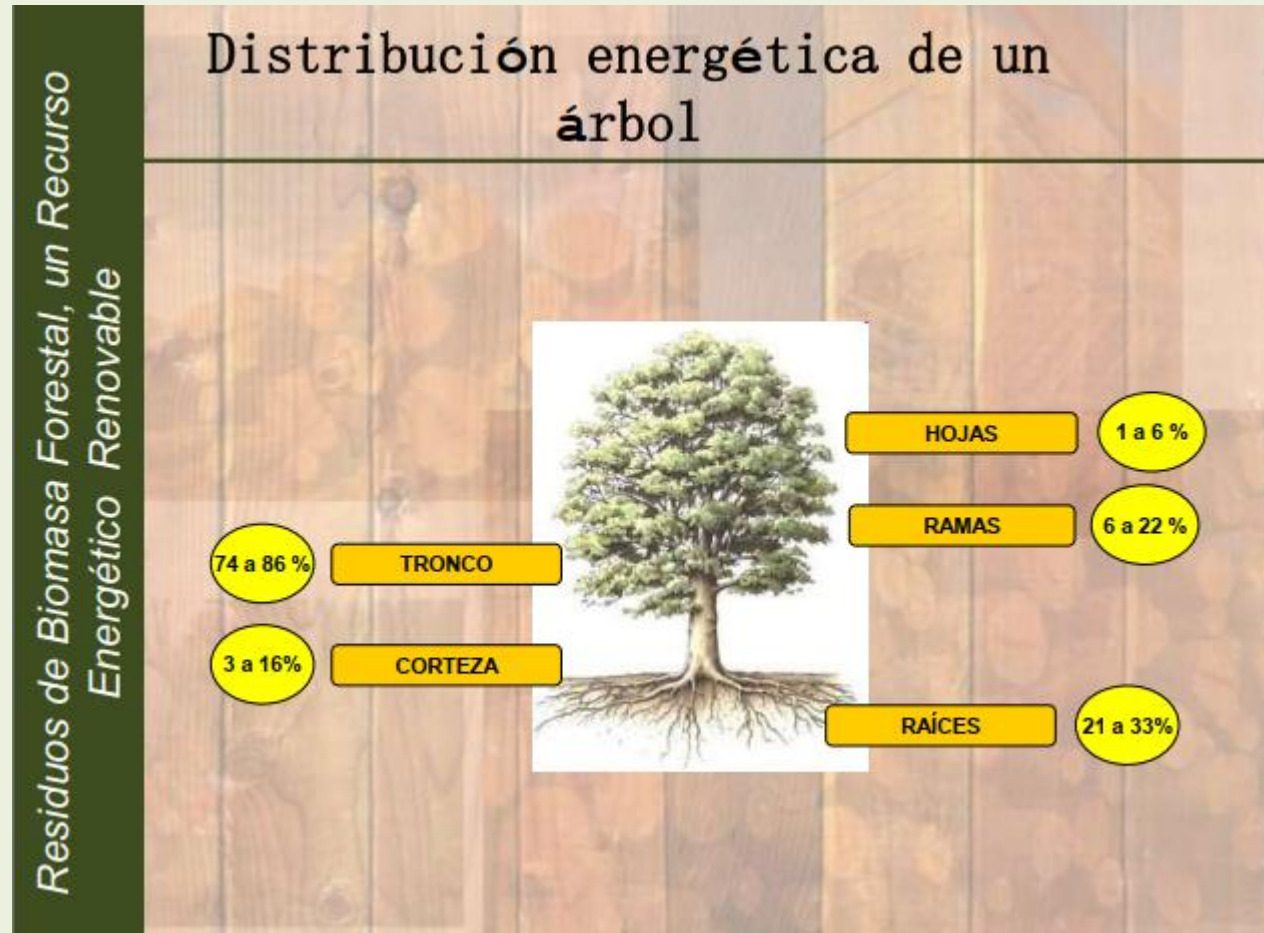 Residuos de Biomasa Forestal, un Recurso
Energético Renovable
Distribución energética de un
árbol
HOJAS
1 a 6 %
RAMAS
6 a 22 %
74 a 86 %
TRONCO
3 a 16%
CORTEZA
RAÍCES
21 a 33%